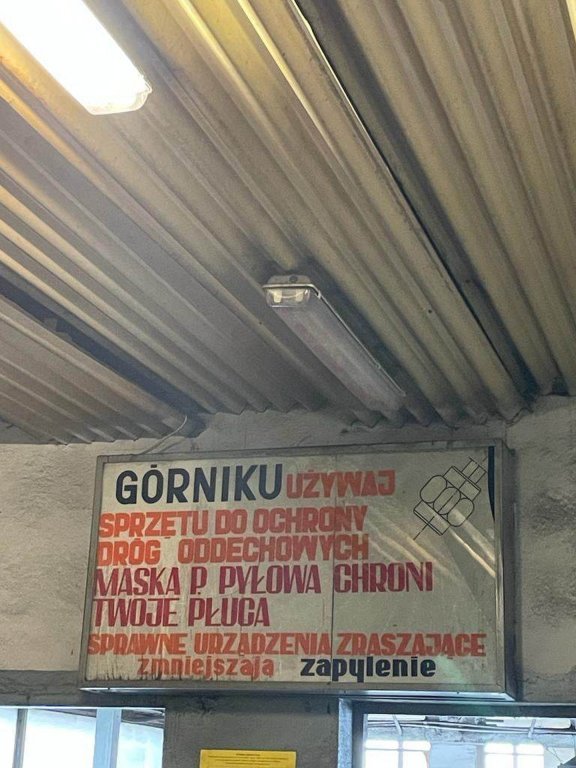 GÓRNIKU UŻYWAJ
SPRZĘTU DO OCHRONY
DRÓG ODDECHOWYCH
MASKA P. PYŁOWA CHRONI
TWOJE PŁUCA
SPRAWNE URZĄDZENIA ZRASZAJĄCE
zmniejszają zapylenie